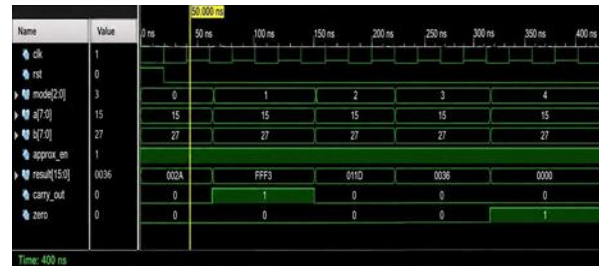 50.000 ns
Name Value 0 ns 50 ns 100 ns 150 ns 200 ns 250 ns 300 ns 350 ns 400 ns
clk 1
rst 0
mode[2:0] 3 0 1 2 3 4
a[7:0] 15 15 15 15 15 15
b[7:0] 27 27 27 27 27 27
approx_en 1
result[15:0] 0036 002A FFF3 011D 0036 0000
carry_out 0 0 1 0 0 0
zero 0 0 0 0 0 1
Time: 400 ns